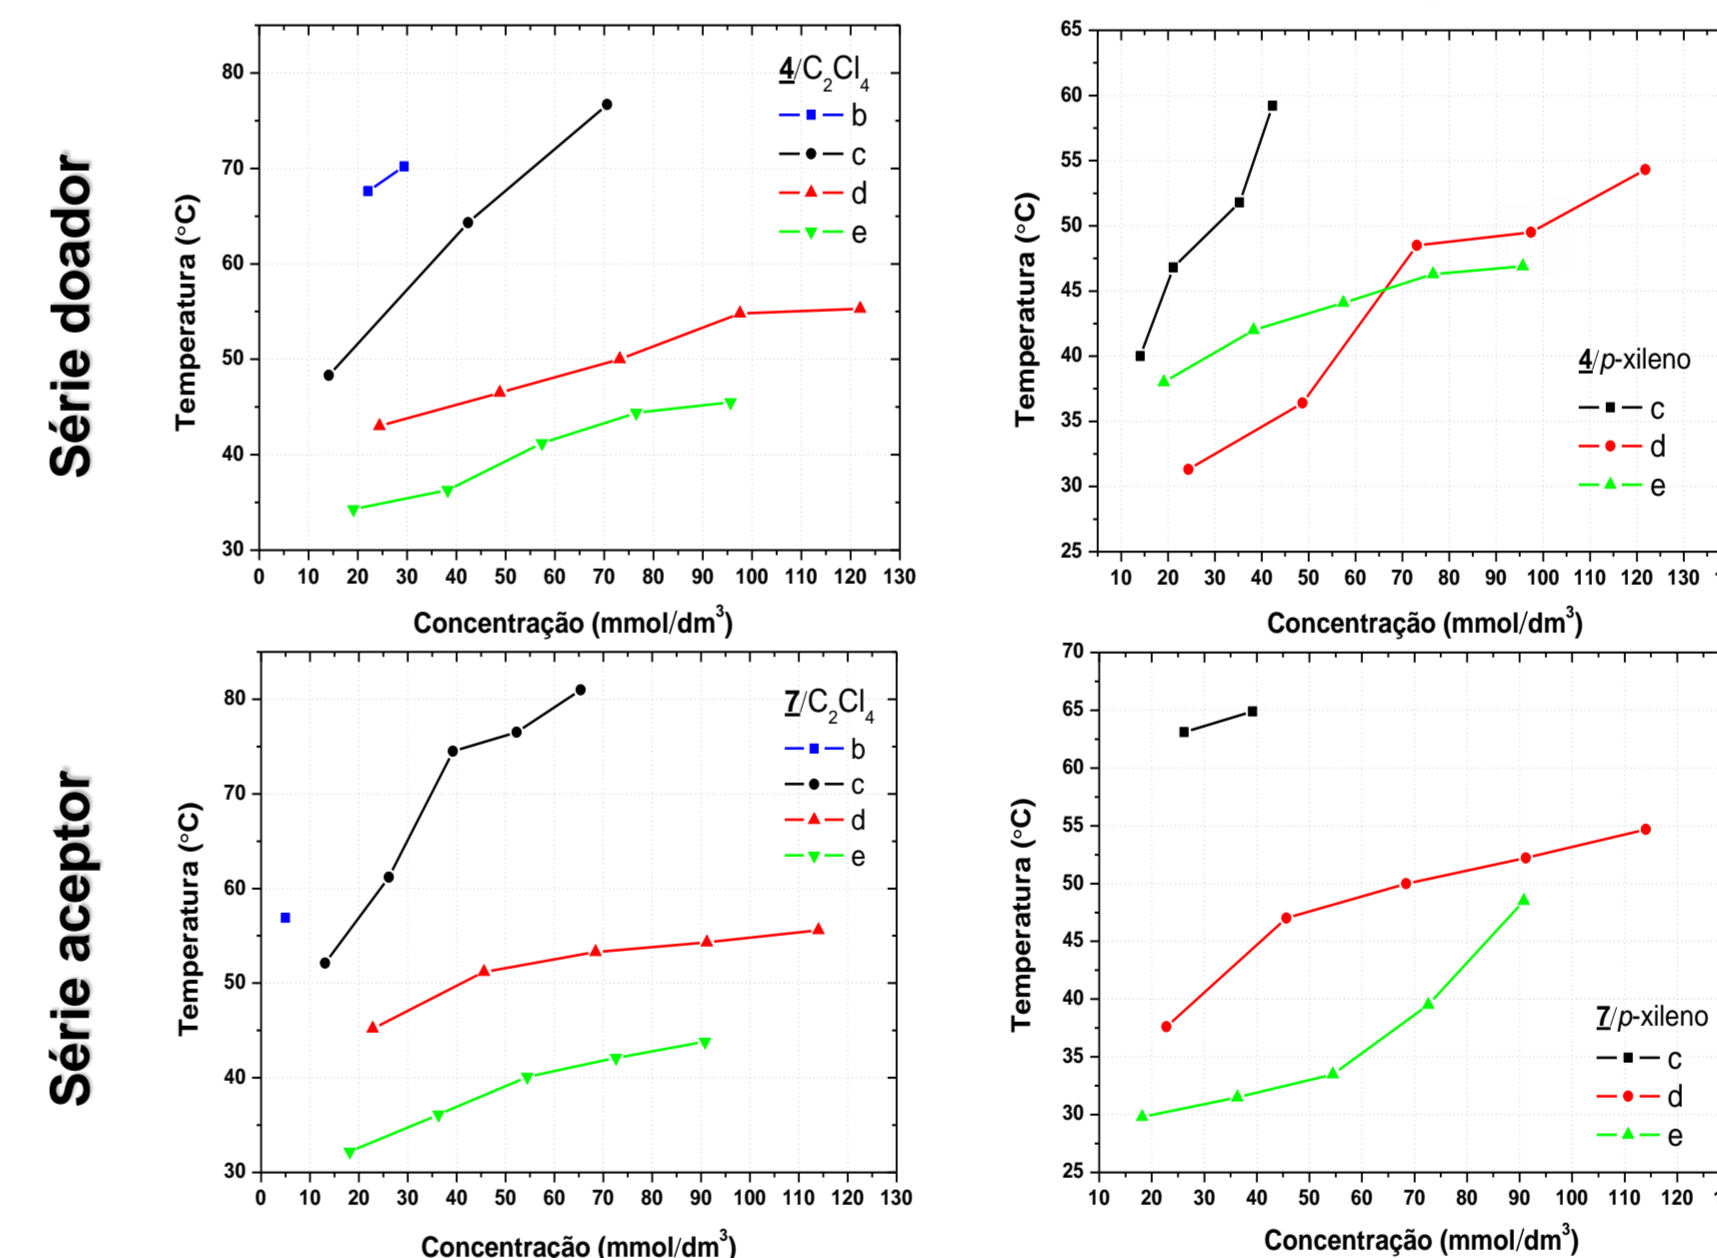 Série doador
80
70
60
50
40
30
0 10 20 30 40 50 60 70 80 90 100 110 120 130
Temperatura (°C)
Concentração (mmol/dm³)
4/C₂Cl₄
b
c
d
e
65
60
55
50
45
40
35
30
25
10 20 30 40 50 60 70 80 90 100 110 120 130
Temperatura (°C)
Concentração (mmol/dm³)
4/p-xileno
c
d
e
Série aceptor
80
70
60
50
40
30
0 10 20 30 40 50 60 70 80 90 100 110 120 130
Temperatura (°C)
Concentração (mmol/dm³)
7/C₂Cl₄
b
c
d
e
70
65
60
55
50
45
40
35
30
25
10 20 30 40 50 60 70 80 90 100 110 120
Temperatura (°C)
Concentração (mmol/dm³)
7/p-xileno
c
d
e